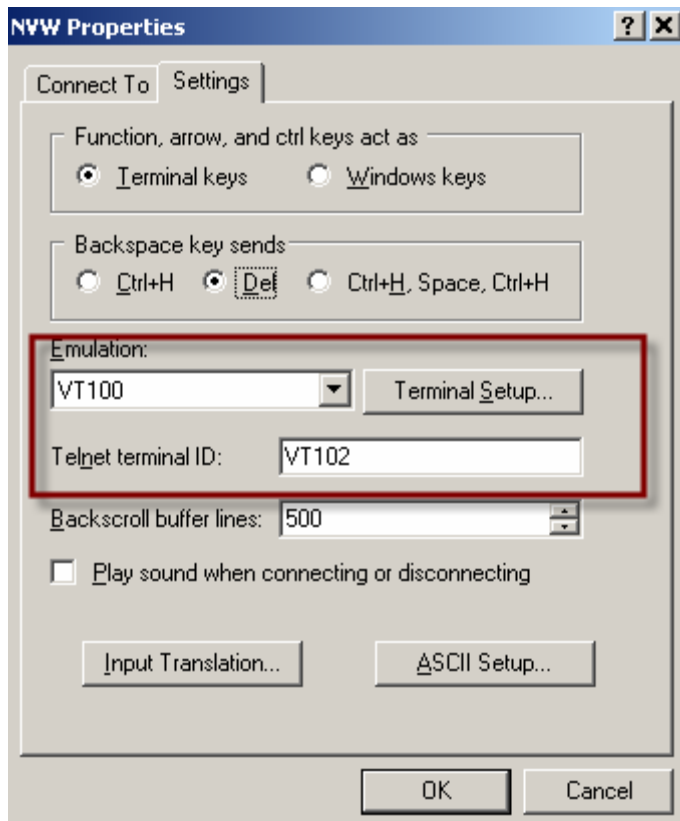 NVW Properties
Connect To Settings
Function, arrow, and ctrl keys act as
Terminal keys Windows keys
Backspace key sends
Ctrl+H Del Ctrl+H, Space, Ctrl+H
Emulation:
VT100 Terminal Setup...
Telnet terminal ID: VT102
Backscroll buffer lines: 500
Play sound when connecting or disconnecting
Input Translation... ASCII Setup...
OK Cancel